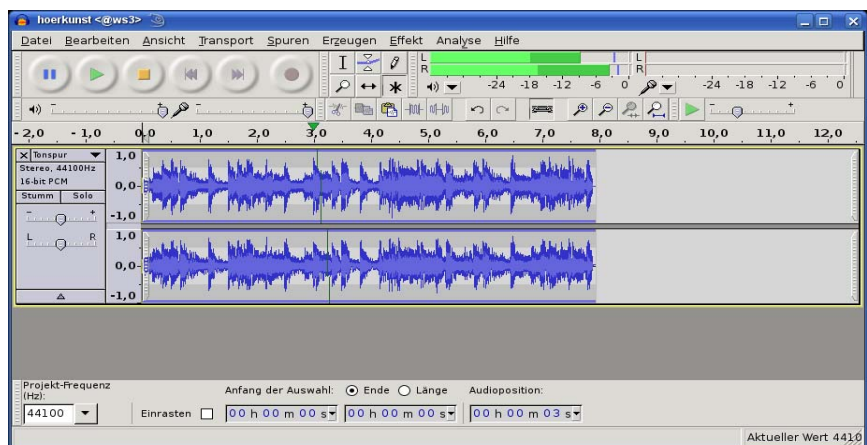 hoerkunst <@ws3>
Datei Bearbeiten Ansicht Transport Spuren Erzeugen Effekt Analyse Hilfe
L
R
-24 -18 -12 -6 0
L
R
-24 -18 -12 -6 0
- 2,0 - 1,0 0,0 1,0 2,0 3,0 4,0 5,0 6,0 7,0 8,0 9,0 10,0 11,0 12,0
Tonspur
Stereo, 44100Hz
16-bit PCM
Stumm Solo
- +
L R
1,0
0,0-
-1,0
1,0
0,0-
-1,0
Projekt-Frequenz
(Hz):
Anfang der Auswahl: Ende Länge Audioposition:
44100 Einrasten 00 h 00 m 00 s 00 h 00 m 00 s 00 h 00 m 03 s
Aktueller Wert 4410